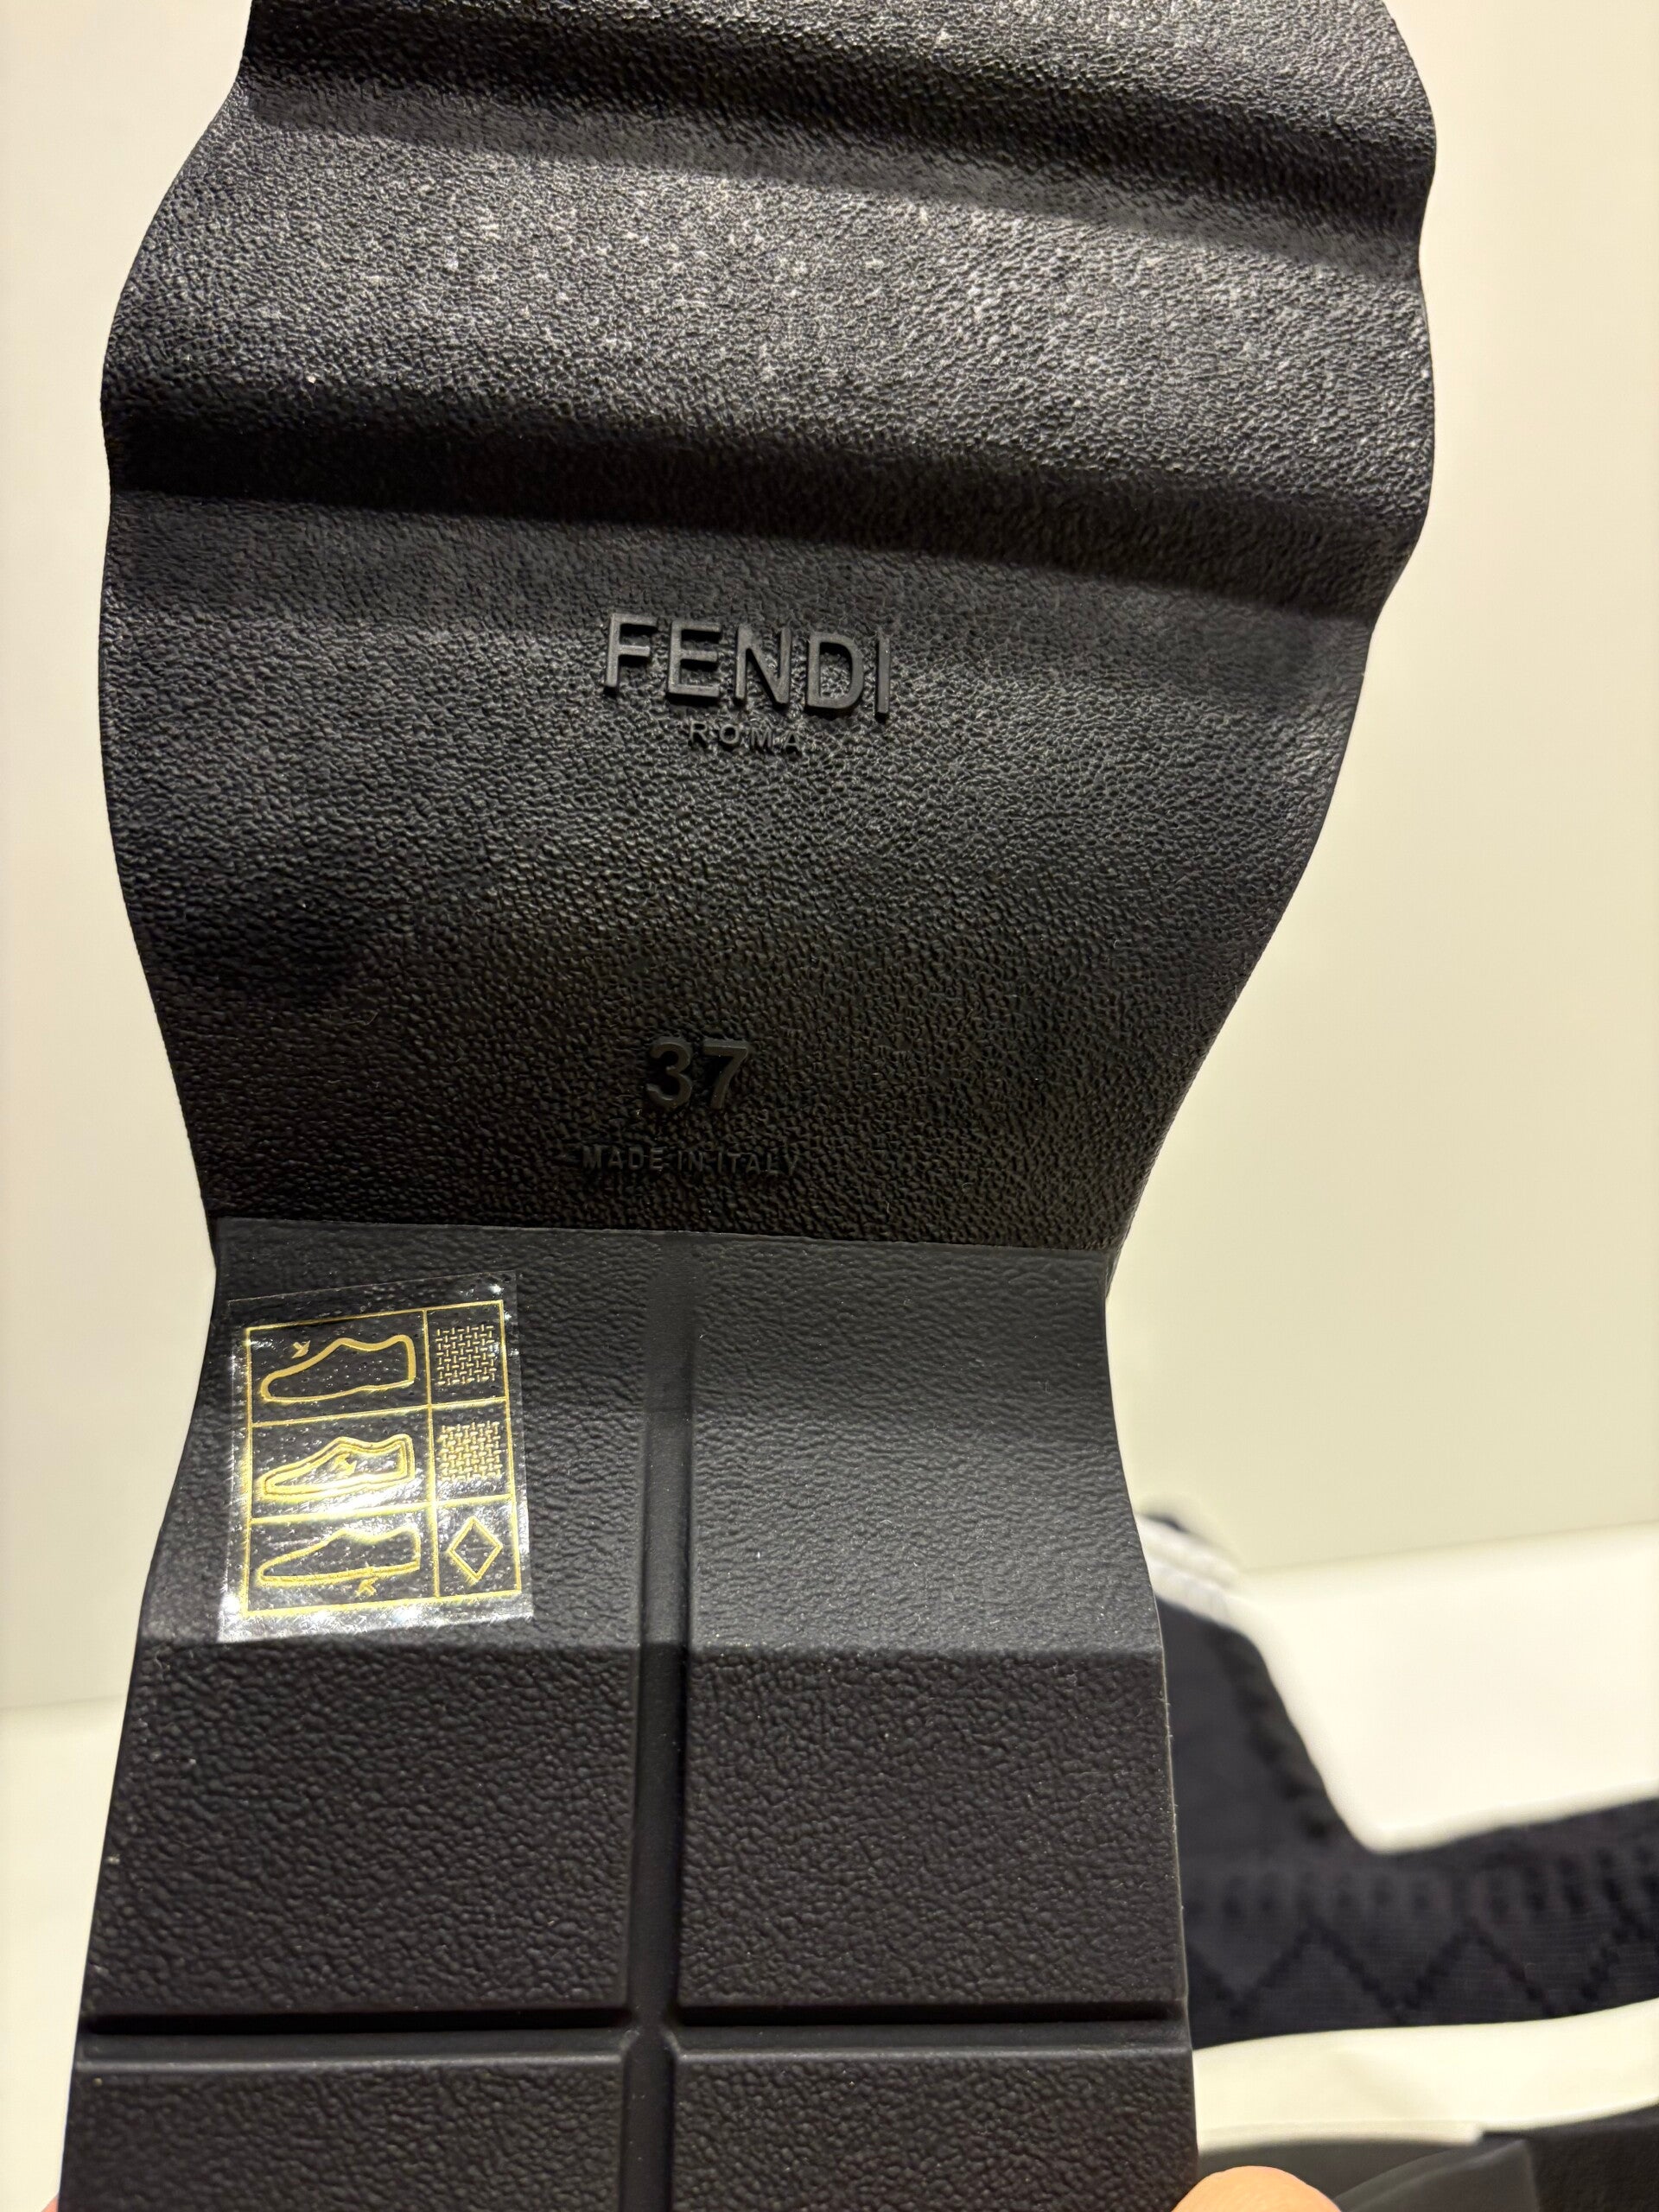 FENDI
ROMA
37
MADE IN ITALY